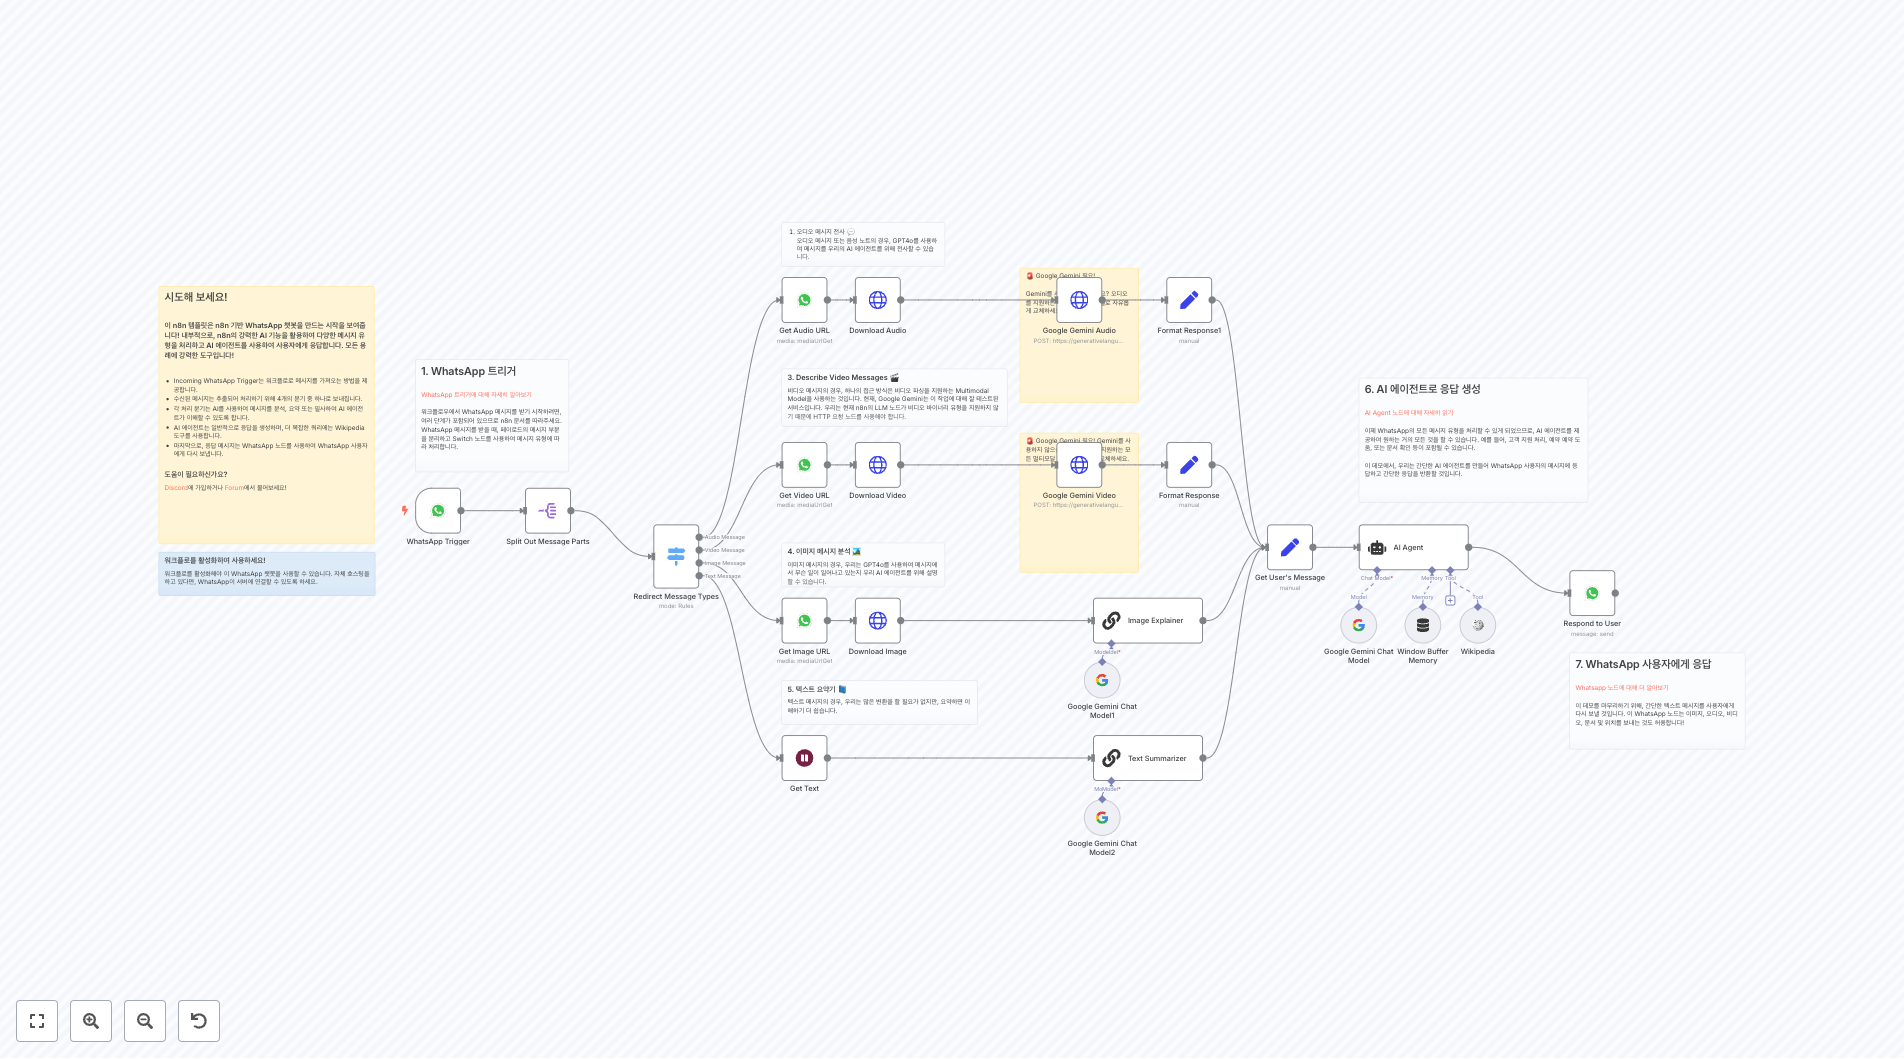 시도해 보세요!
이 n8n 템플릿은 n8n 기반 WhatsApp 챗봇을 만드는 시작을 보여줍
니다! 내부적으로, n8n의 강력한 AI 기능을 활용하여 다양한 메시지 유
형을 처리하고 AI 에이전트를 사용하여 사용자에게 응답합니다. 모든 용
례에 강력한 도구입니다!
Incoming WhatsApp Trigger는 워크플로로 메시지를 가져오는 방법을 제
공합니다.
수신된 메시지는 추출되어 처리하기 위해 4개의 분기 중 하나로 보내집니다.
각 처리 분기는 AI를 사용하여 메시지를 분석, 요약 또는 필사하여 AI 에이전
트가 이해할 수 있도록 합니다.
AI 에이전트는 일반적으로 응답을 생성하며, 더 복잡한 쿼리에는 Wikipedia
도구를 사용합니다.
마지막으로, 응답 메시지는 WhatsApp 노드를 사용하여 WhatsApp 사용자
에게 다시 보냅니다.
도움이 필요하신가요?
Discord에 가입하거나 Forum에서 물어보세요!
워크플로를 활성화하여 사용하세요!
워크플로를 활성화해야 이 WhatsApp 챗봇을 사용할 수 있습니다. 자체 호스팅을
하고 있다면, WhatsApp이 서버에 연결할 수 있도록 하세요.
1. WhatsApp 트리거
WhatsApp 트리거에 대해 자세히 알아보기
워크플로우에서 WhatsApp 메시지를 받기 시작하려면,
여러 단계가 포함되어 있으므로 n8n 문서를 따라주세요.
WhatsApp 메시지를 받을 때, 페이로드의 메시지 부분
을 분리하고 Switch 노드를 사용하여 메시지 유형에 따
라 처리합니다.
WhatsApp Trigger
Split Out Message Parts
Redirect Message Types
mode: Rules
Audio Message
Video Message
Image Message
Text Message
1. 오디오 메시지 전사 💬
오디오 메시지 또는 음성 노트의 경우, GPT4o를 사용하
여 메시지를 우리의 AI 에이전트를 위해 전사할 수 있습
니다.
Get Audio URL
media: mediaUrlGet
Download Audio
🚨 Google Gemini 필요!
Gemini를
요? 오디오
를 지원하는
로 자유롭
게 교체하세요.
Google Gemini Audio
POST: https://generativelangu...
Format Response1
manual
3. Describe Video Messages 🎬
비디오 메시지의 경우, 하나의 접근 방식은 비디오 파싱을 지원하는 Multimodal
Model을 사용하는 것입니다. 현재, Google Gemini는 이 작업에 대해 잘 테스트된
서비스입니다. 우리는 현재 n8n의 LLM 노드가 비디오 바이너리 유형을 지원하지 않
기 때문에 HTTP 요청 노드를 사용해야 합니다.
Get Video URL
media: mediaUrlGet
Download Video
🚨 Google Gemini 필요! Gemini를 사
용하지 않으
지원하는 모
든 멀티모달
교체하세요.
Google Gemini Video
POST: https://generativelangu...
Format Response
manual
4. 이미지 메시지 분석 🏞️
이미지 메시지의 경우, 우리는 GPT4o를 사용하여 메시지에
서 무슨 일이 일어나고 있는지 우리 AI 에이전트를 위해 설명
할 수 있습니다.
Get Image URL
media: mediaUrlGet
Download Image
Image Explainer
Google Gemini Chat
Model1
5. 텍스트 요약기 📘
텍스트 메시지의 경우, 우리는 많은 변환을 할 필요가 없지만, 요약하면 이
해하기 더 쉽습니다.
Get Text
Text Summarizer
Google Gemini Chat
Model2
Get User's Message
manual
6. AI 에이전트로 응답 생성
AI Agent 노드에 대해 자세히 읽기
이제 WhatsApp의 모든 메시지 유형을 처리할 수 있게 되었으므로, AI 에이전트를 제
공하여 원하는 거의 모든 것을 할 수 있습니다. 예를 들어, 고객 지원 처리, 예약 예약 도
움, 또는 문서 확인 등이 포함될 수 있습니다.
이 데모에서, 우리는 간단한 AI 에이전트를 만들어 WhatsApp 사용자의 메시지에 응
답하고 간단한 응답을 반환할 것입니다.
AI Agent
Chat Model*
Memory
Tool
Model
Memory
Tool
Google Gemini Chat
Model
Window Buffer
Memory
Wikipedia
Respond to User
message: send
7. WhatsApp 사용자에게 응답
Whatsapp 노드에 대해 더 알아보기
이 데모를 마무리하기 위해, 간단한 텍스트 메시지를 사용자에게
다시 보낼 것입니다. 이 WhatsApp 노드는 이미지, 오디오, 비디
오, 문서 및 위치를 보내는 것도 허용합니다!